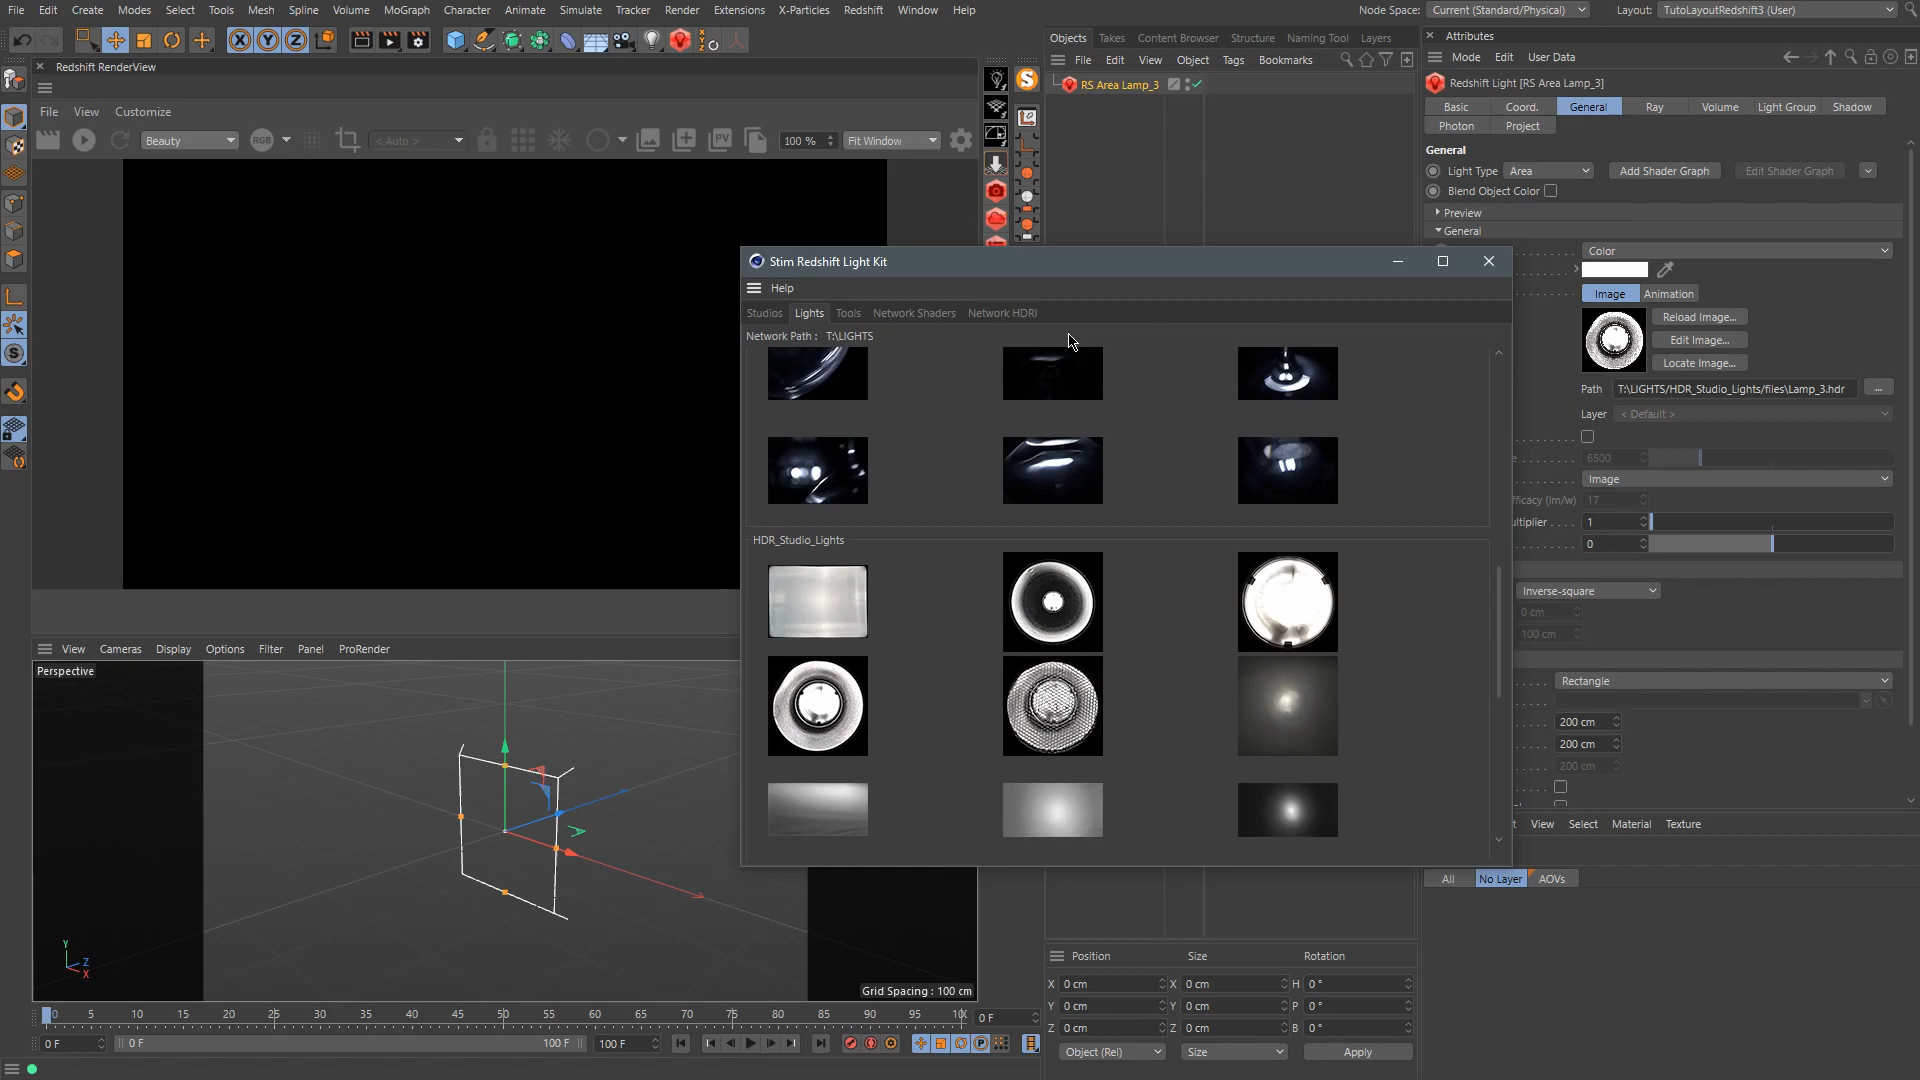 File Edit Create Modes Select Tools Mesh Spline Volume MoGraph Character Animate Simulate Tracker Render Extensions X-Particles Redshift Window Help Node Space: Current (Standard/Physical) Layout: TutoLayoutRedshift3 (User)
Objects Takes Content Browser Structure Naming Tool Layers
Attributes
Redshift RenderView
File Edit View Object Tags Bookmarks
Mode Edit User Data
RS Area Lamp_3
Redshift Light [RS Area Lamp_3]
File View Customize
Basic Coord. General Ray Volume Light Group Shadow
Photon Project
Beauty RGB < Auto > PV 100 % Fit Window
General
Light Type Area Add Shader Graph Edit Shader Graph
Blend Object Color
Preview
General
Color
Stim Redshift Light Kit
Help
Image Animation
Studios Lights Tools Network Shaders Network HDRI
Network Path : T:\LIGHTS
Reload Image...
Edit Image...
Locate Image...
Path T:\LIGHTS/HDR_Studio_Lights/files\Lamp_3.hdr ...
Layer < Default >
6500
Image
fficacy (lm/w) 17
ultiplier 1
0
HDR_Studio_Lights
Inverse-square
0 cm
100 cm
View Cameras Display Options Filter Panel ProRender
Perspective
Rectangle
200 cm
200 cm
200 cm
View Select Material Texture
All No Layer AOVs
Y
Z
X
Grid Spacing : 100 cm
Position Size Rotation
X 0 cm X 0 cm H 0 °
Y 0 cm Y 0 cm P 0 °
Z 0 cm Z 0 cm B 0 °
Object (Rel) Size Apply
0 5 10 15 20 25 30 35 40 45 50 55 60 65 70 75 80 85 90 95 0 F
0 F 0 F 100 F 100 F